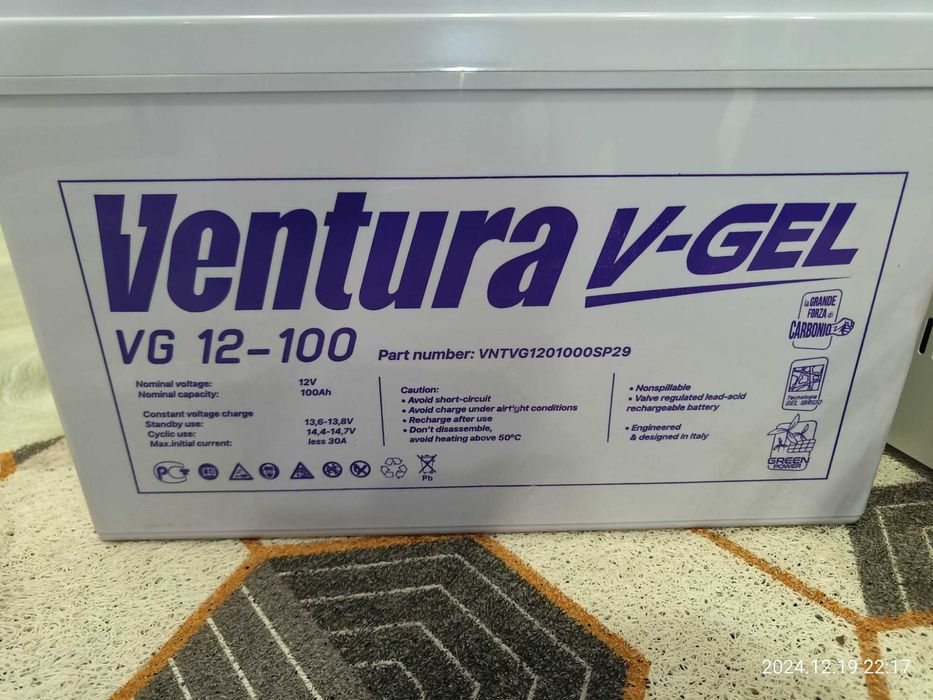 Ventura V-GEL
VG 12-100
Part number: VNTVG1201000SP29
Nominal voltage: 12V
Nominal capacity: 100Ah
Constant voltage charge
Standby use: 13,6-13,8V
Cyclic use: 14,4-14,7V
Max.initial current: less 30A
Caution:
• Avoid short-circuit
• Avoid charge under airtight conditions
• Recharge after use
• Don't disassemble,
avoid heating above 50°C
• Nonspillable
• Valve regulated lead-acid
rechargeable battery
• Engineered
& designed in Italy
la GRANDE
FORZA di
CARBONIO
Tecnologia
GEL IBRIDO
GREEN
POWER
Pb
2024.12.19 22:17